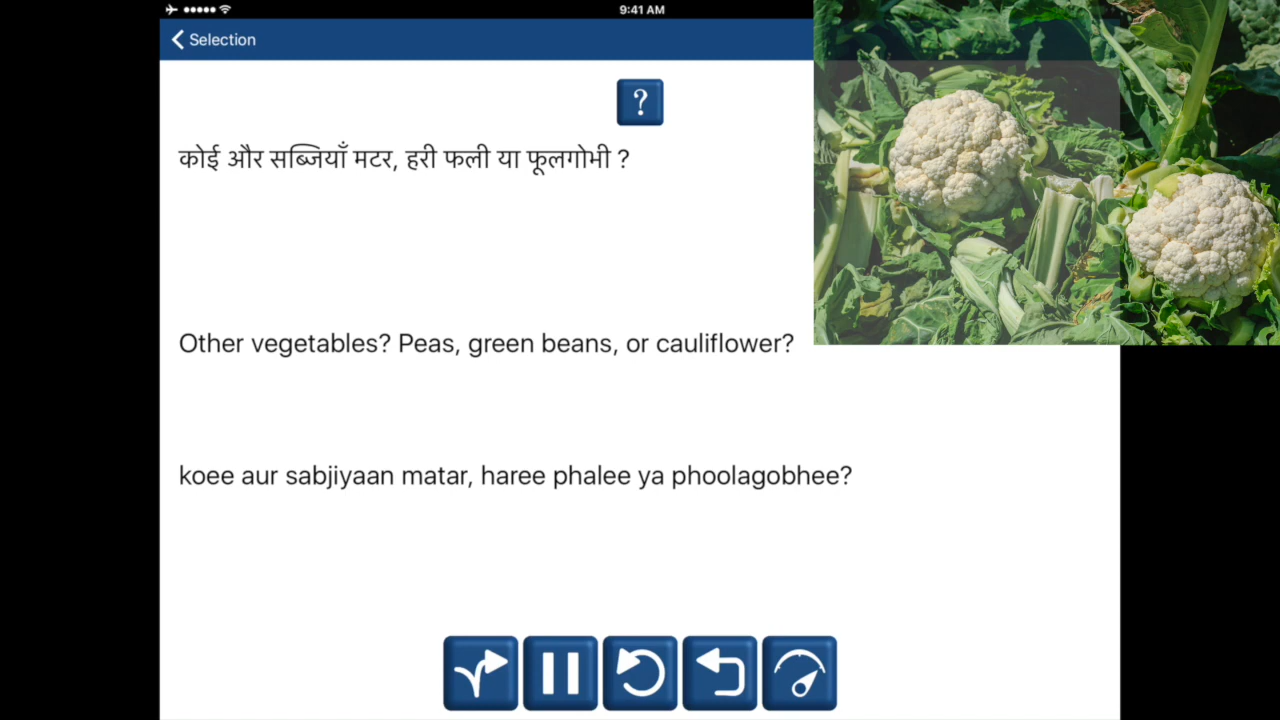 9:41 AM
Selection
?
कोई और सब्जियाँ मटर, हरी फली या फूलगोभी ?
Other vegetables? Peas, green beans, or cauliflower?
koee aur sabjiyaan matar, haree phalee ya phoolagobhee?